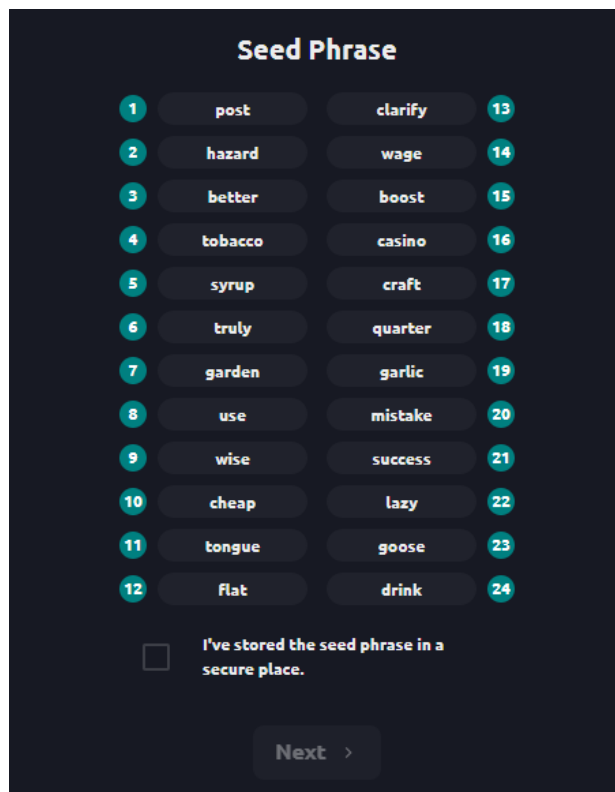 Seed Phrase
1 post clarify 13
2 hazard wage 14
3 better boost 15
4 tobacco casino 16
5 syrup craft 17
6 truly quarter 18
7 garden garlic 19
8 use mistake 20
9 wise success 21
10 cheap lazy 22
11 tongue goose 23
12 flat drink 24
I've stored the seed phrase in a
secure place.
Next >